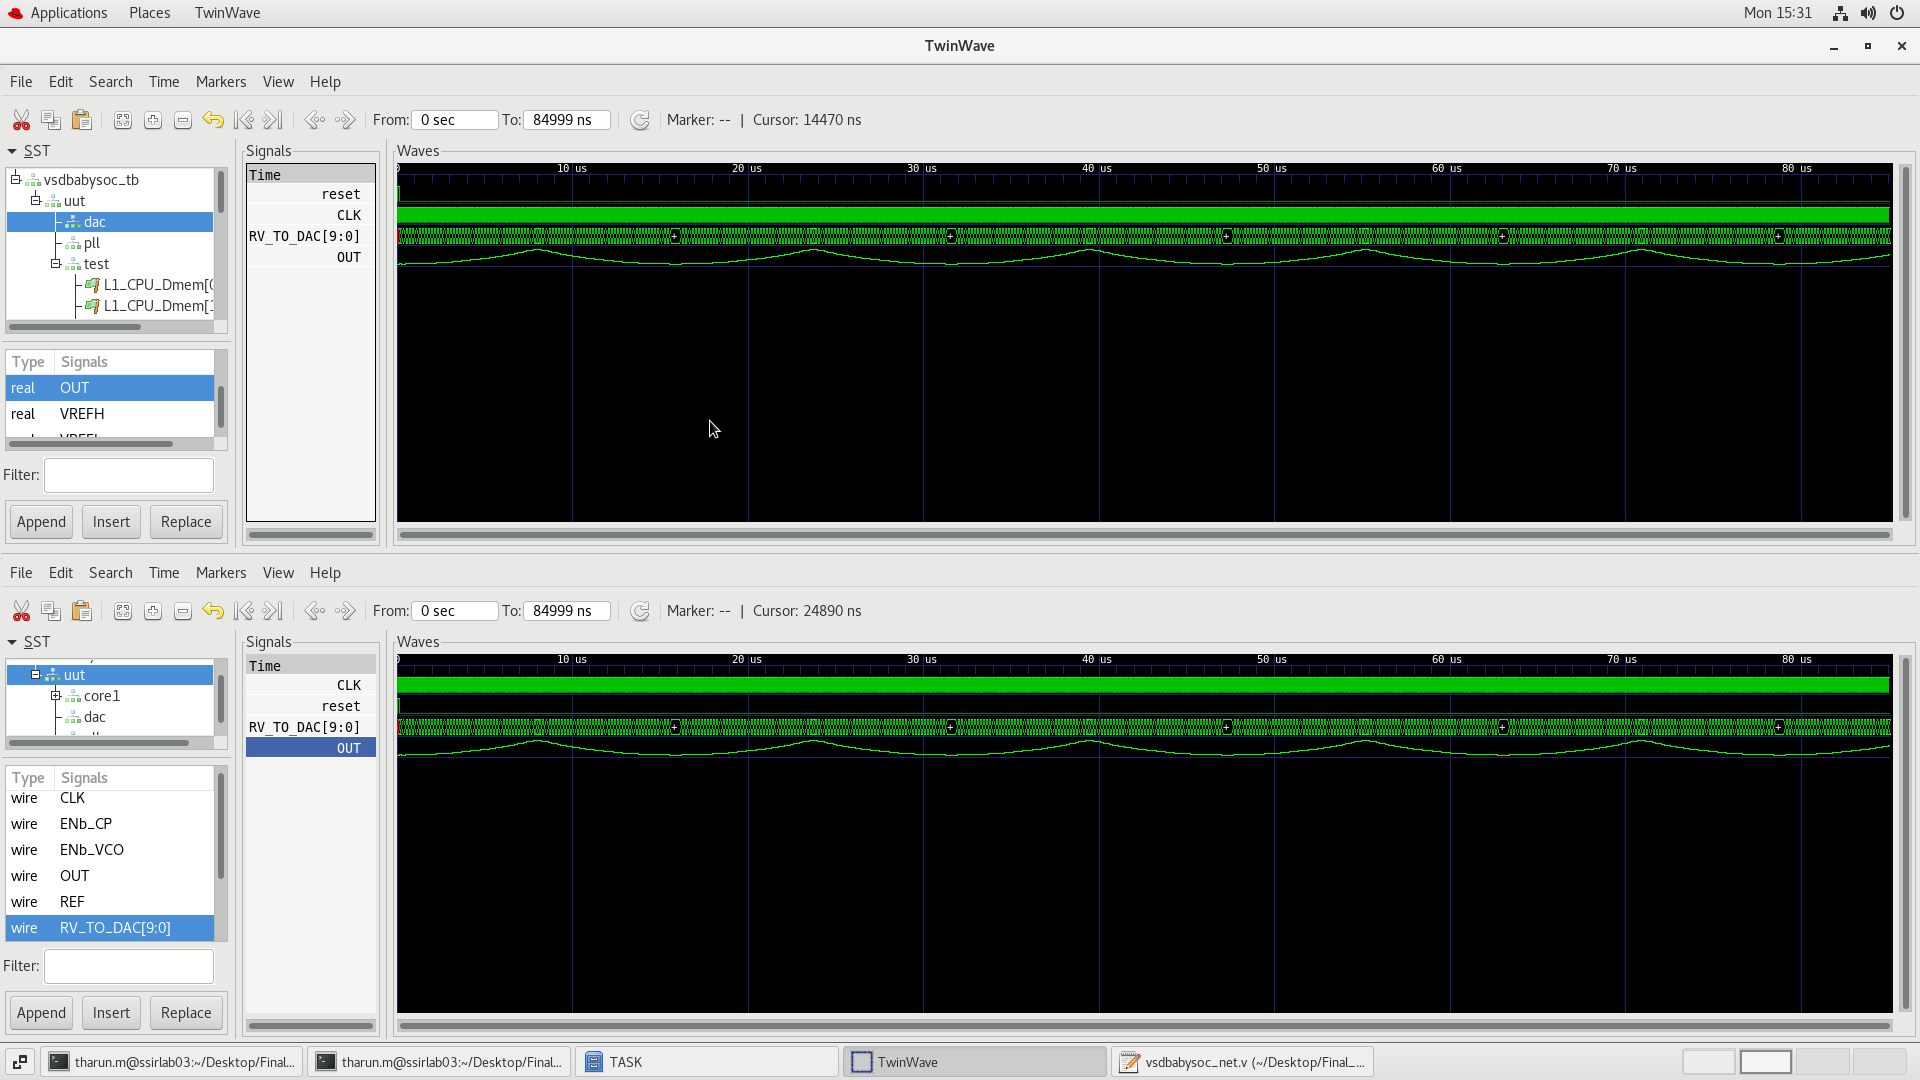 Applications Places TwinWave Mon 15:31
TwinWave
File Edit Search Time Markers View Help
From: 0 sec To: 84999 ns Marker: -- | Cursor: 14470 ns
SST
vsdbabysoc_tb
uut
dac
pll
test
L1_CPU_Dmem[
L1_CPU_Dmem[
Type Signals
real OUT
real VREFH
Filter:
Append Insert Replace
Signals
Time
reset
CLK
RV_TO_DAC[9:0]
OUT
Waves
0 10 us 20 us 30 us 40 us 50 us 60 us 70 us 80 us
+ + + + +
File Edit Search Time Markers View Help
From: 0 sec To: 84999 ns Marker: -- | Cursor: 24890 ns
SST
uut
core1
dac
Type Signals
wire CLK
wire ENb_CP
wire ENb_VCO
wire OUT
wire REF
wire RV_TO_DAC[9:0]
Filter:
Append Insert Replace
Signals
Time
CLK
reset
RV_TO_DAC[9:0]
OUT
Waves
0 10 us 20 us 30 us 40 us 50 us 60 us 70 us 80 us
+ + + + +
tharun.m@ssirlab03:~/Desktop/Final... tharun.m@ssirlab03:~/Desktop/Final... TASK TwinWave vsdbabysoc_net.v (~/Desktop/Final_...